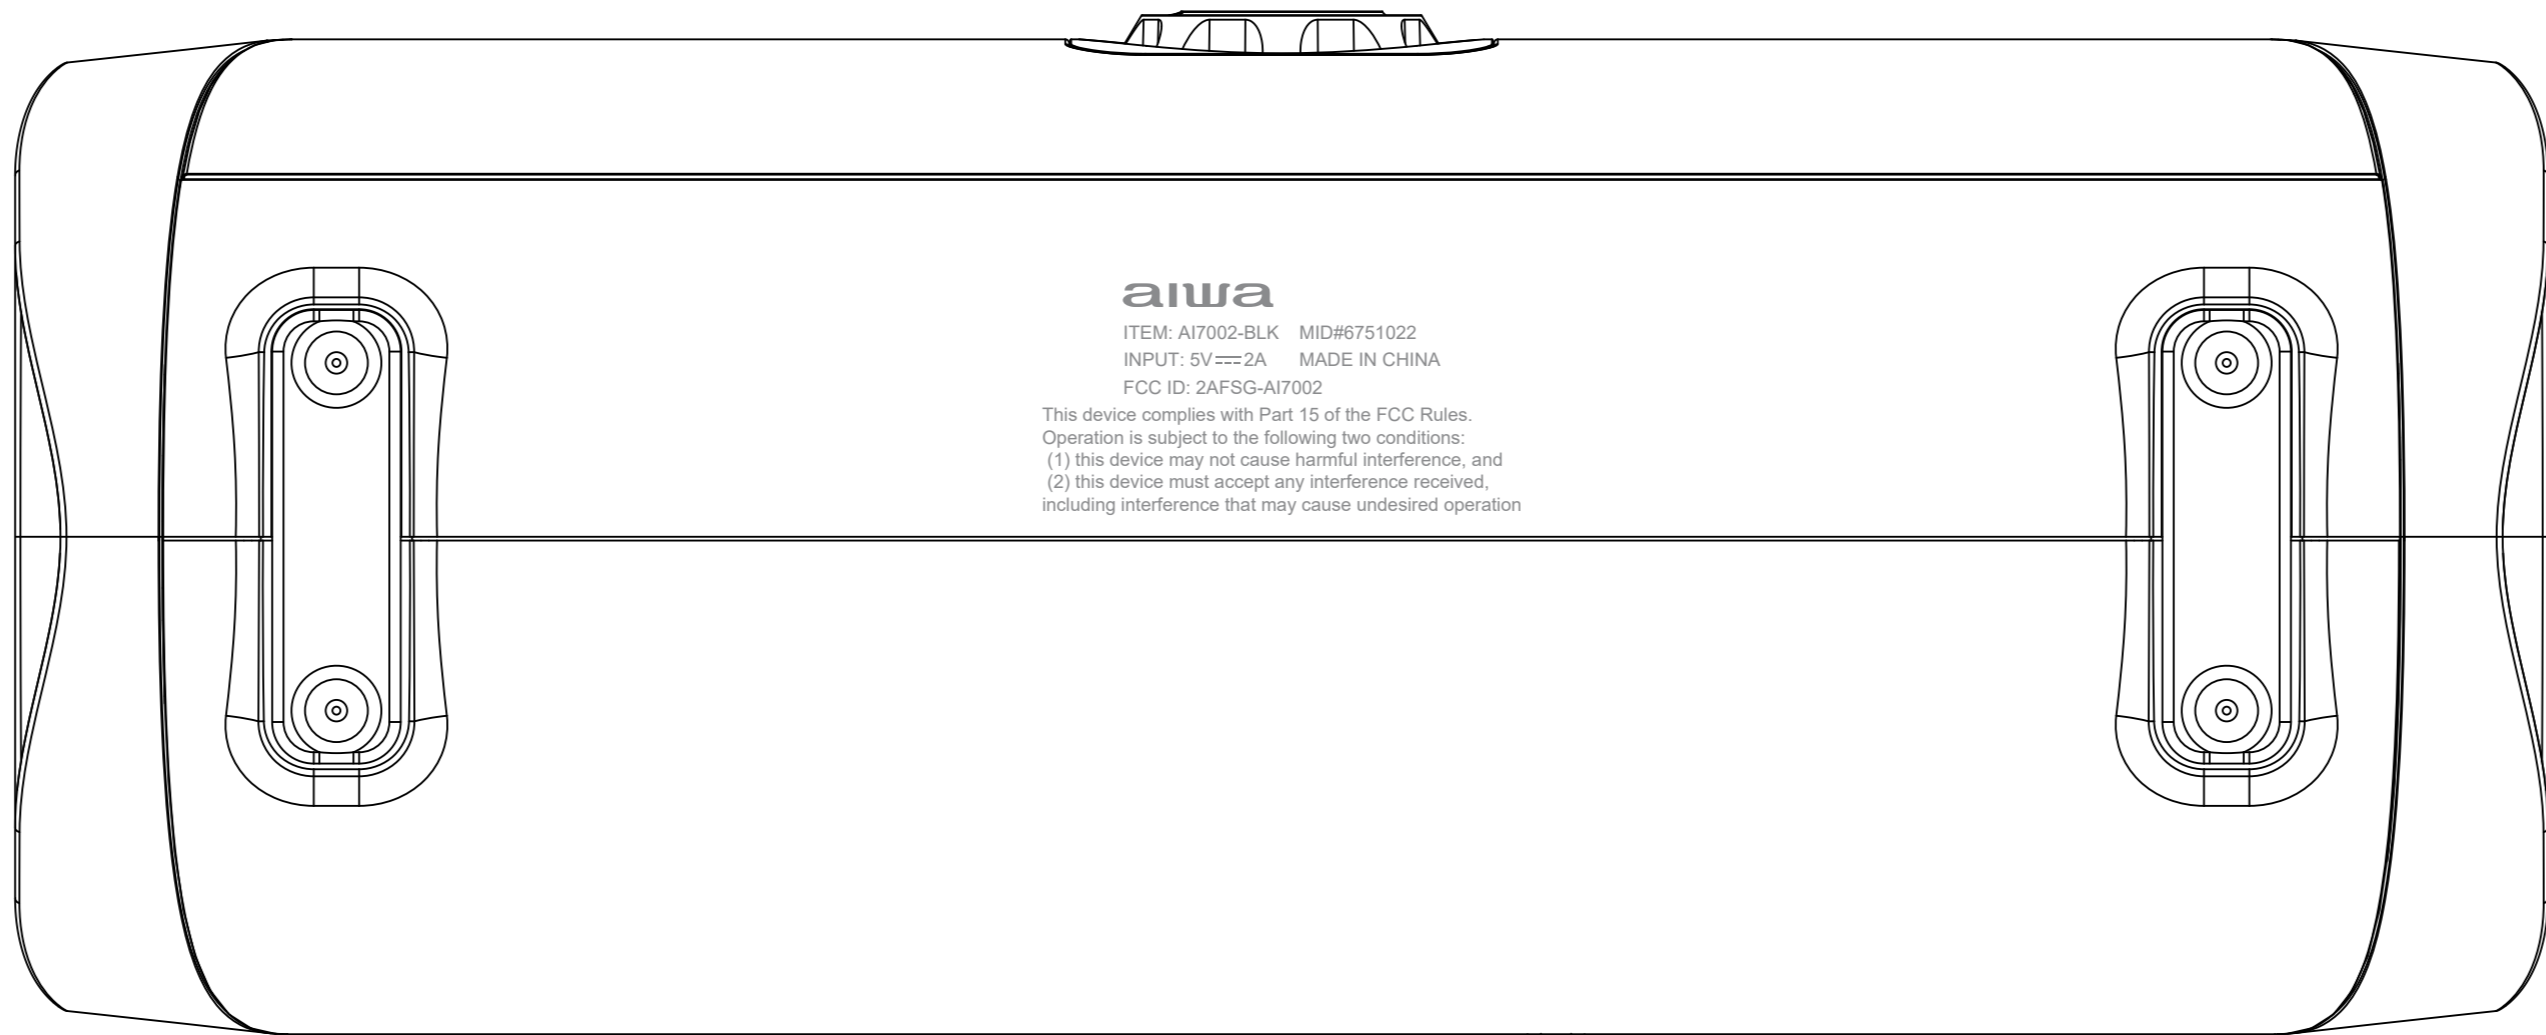 aiwa
ITEM: AI7002-BLK MID#6751022
INPUT: 5V⎓2A MADE IN CHINA
FCC ID: 2AFSG-AI7002
This device complies with Part 15 of the FCC Rules.
Operation is subject to the following two conditions:
(1) this device may not cause harmful interference, and
(2) this device must accept any interference received,
including interference that may cause undesired operation